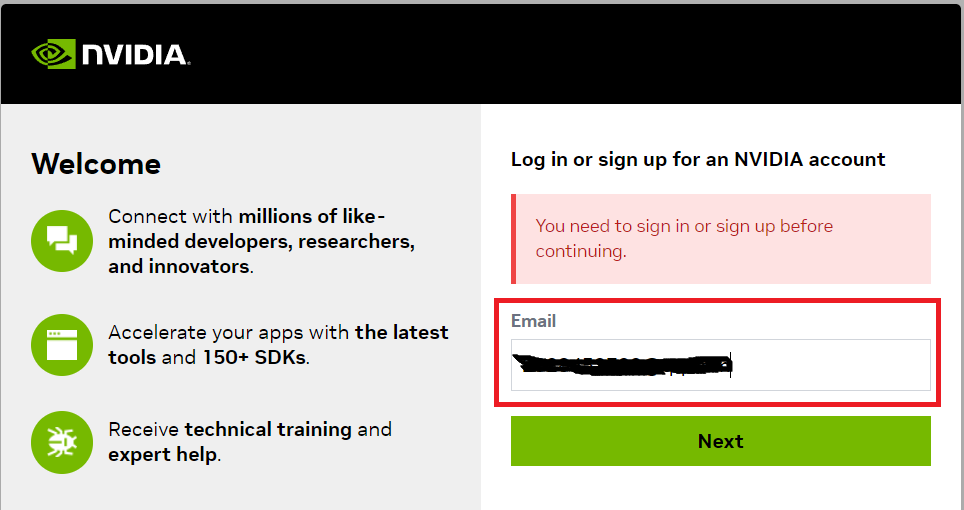 NVIDIA
Welcome
Connect with millions of like-
minded developers, researchers,
and innovators.
Accelerate your apps with the latest
tools and 150+ SDKs.
Receive technical training and
expert help.
Log in or sign up for an NVIDIA account
You need to sign in or sign up before
continuing.
Email
Next